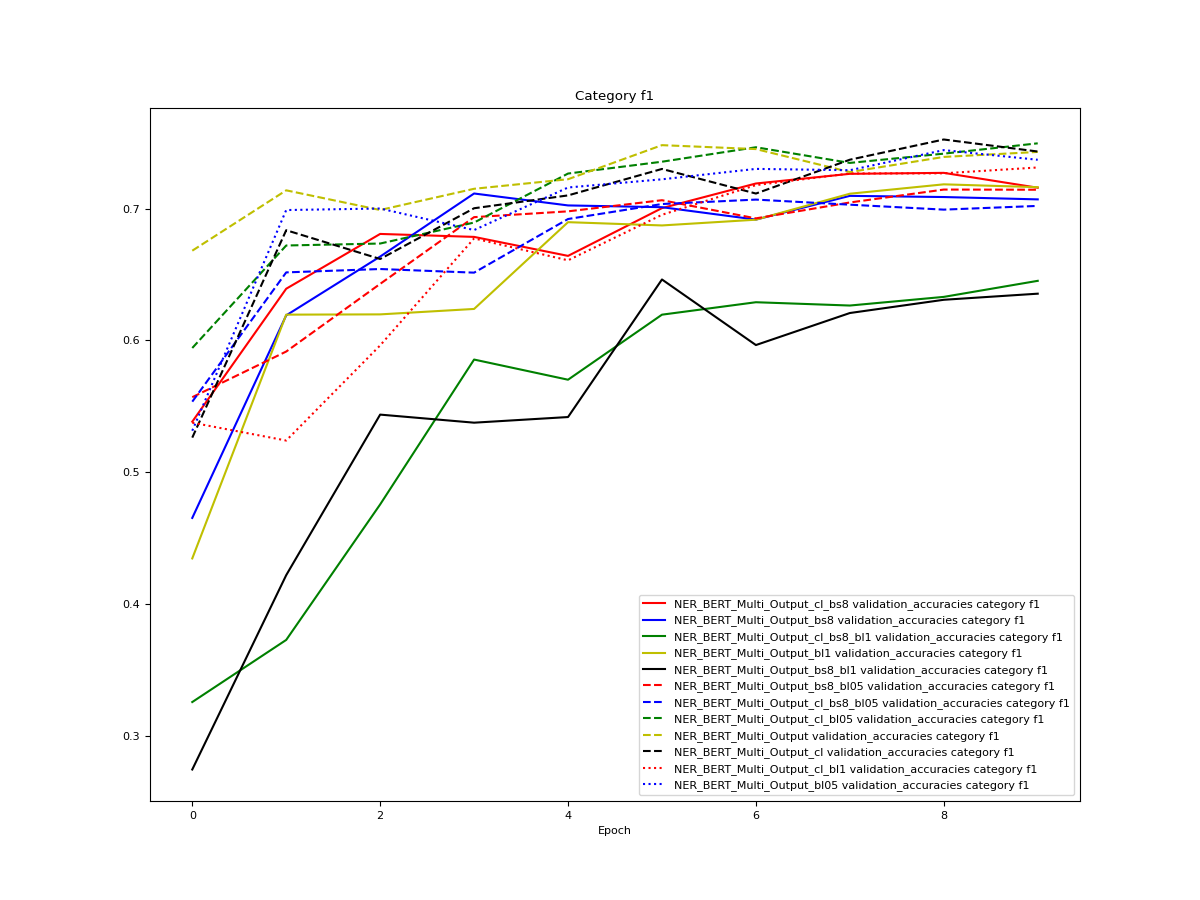 Category f1
0.7
0.6
0.5
0.4
0.3
NER_BERT_Multi_Output_cl_bs8 validation_accuracies category f1
NER_BERT_Multi_Output_bs8 validation_accuracies category f1
NER_BERT_Multi_Output_cl_bs8_bl1 validation_accuracies category f1
NER_BERT_Multi_Output_bl1 validation_accuracies category f1
NER_BERT_Multi_Output_bs8_bl1 validation_accuracies category f1
NER_BERT_Multi_Output_bs8_bl05 validation_accuracies category f1
NER_BERT_Multi_Output_cl_bs8_bl05 validation_accuracies category f1
NER_BERT_Multi_Output_cl_bl05 validation_accuracies category f1
NER_BERT_Multi_Output validation_accuracies category f1
NER_BERT_Multi_Output_cl validation_accuracies category f1
NER_BERT_Multi_Output_cl_bl1 validation_accuracies category f1
NER_BERT_Multi_Output_bl05 validation_accuracies category f1
0 2 4 6 8
Epoch